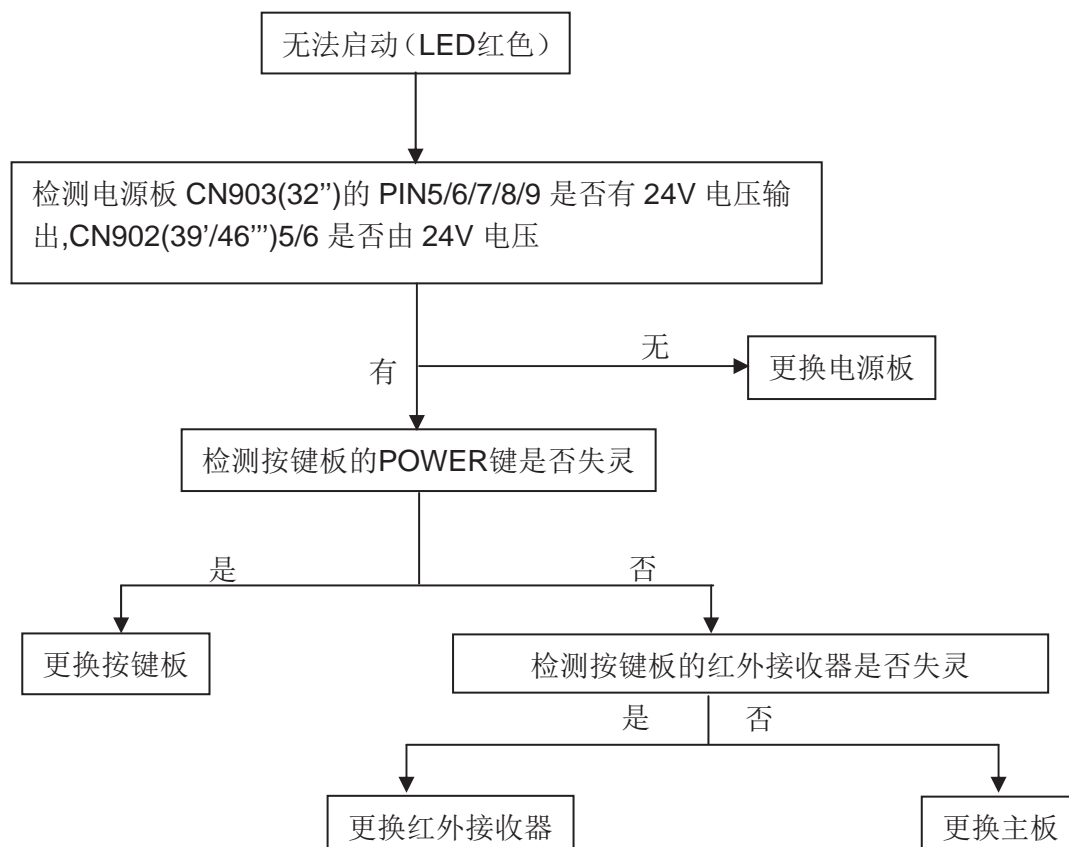 无法启动（LED红色）
检测电源板 CN903(32’’)的 PIN5/6/7/8/9 是否有 24V 电压输
出,CN902(39’/46’’’)5/6 是否由 24V 电压
无
有
更换电源板
检测按键板的POWER键是否失灵
是
否
更换按键板
检测按键板的红外接收器是否失灵
是
否
更换红外接收器
更换主板